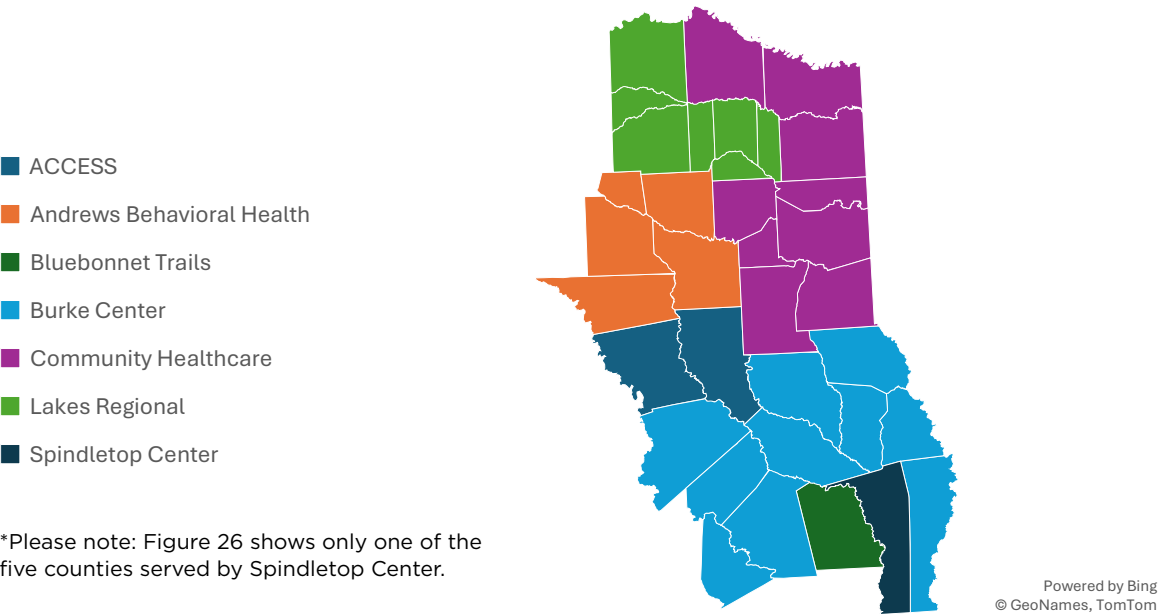 ACCESS
Andrews Behavioral Health
Bluebonnet Trails
Burke Center
Community Healthcare
Lakes Regional
Spindletop Center
*Please note: Figure 26 shows only one of the
five counties served by Spindletop Center.
Powered by Bing
© GeoNames, TomTom